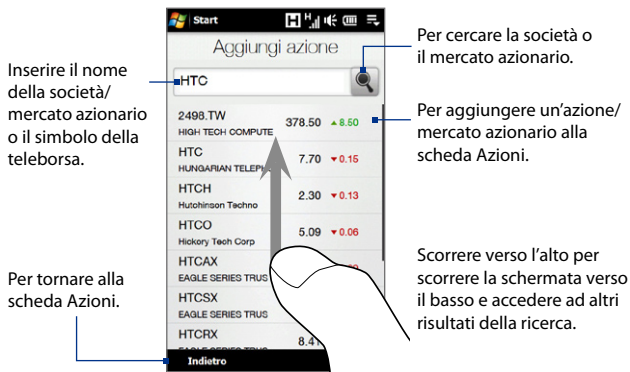 Start
Aggiungi azione
HTC
2498.TW
HIGH TECH COMPUTE
378.50
8.50
HTC
HUNGARIAN TELEPH
7.70
0.15
HTCH
Hutchinson Techno
2.30
0.13
HTCO
Hickory Tech Corp
5.09
0.06
HTCAX
EAGLE SERIES TRUS
HTCSX
EAGLE SERIES TRUS
HTCRX
EAGLE SERIES TRUS
8.41
Indietro
Inserire il nome
della società/
mercato azionario
o il simbolo della
teleborsa.
Per tornare alla
scheda Azioni.
Per cercare la società o
il mercato azionario.
Per aggiungere un’azione/
mercato azionario alla
scheda Azioni.
Scorrere verso l’alto per
scorrere la schermata verso
il basso e accedere ad altri
risultati della ricerca.